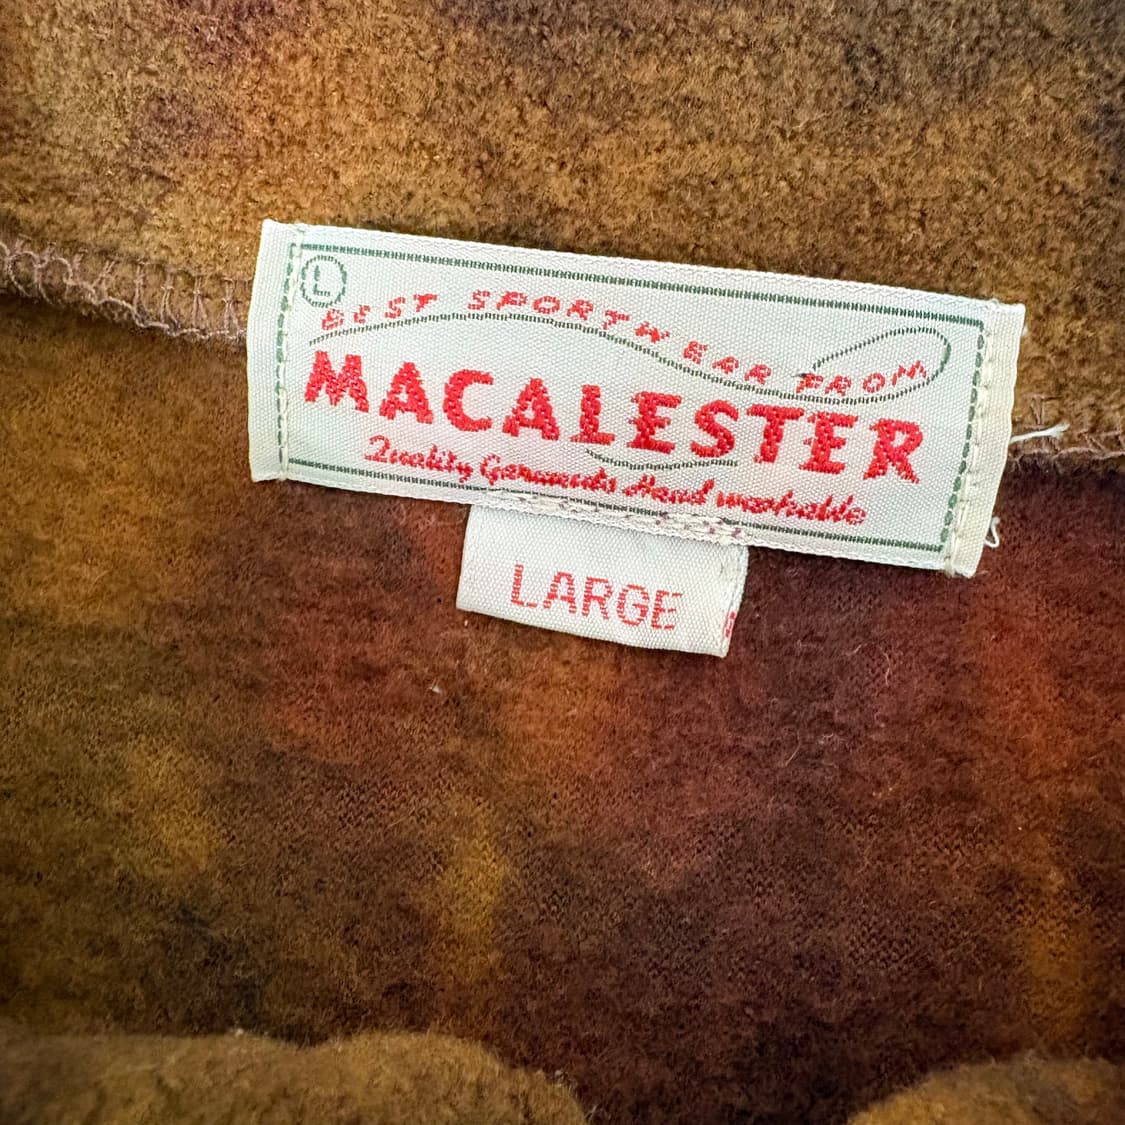 L
BEST SPORTWEAR FROM
MACALESTER
Quality Garments Hand washable
LARGE